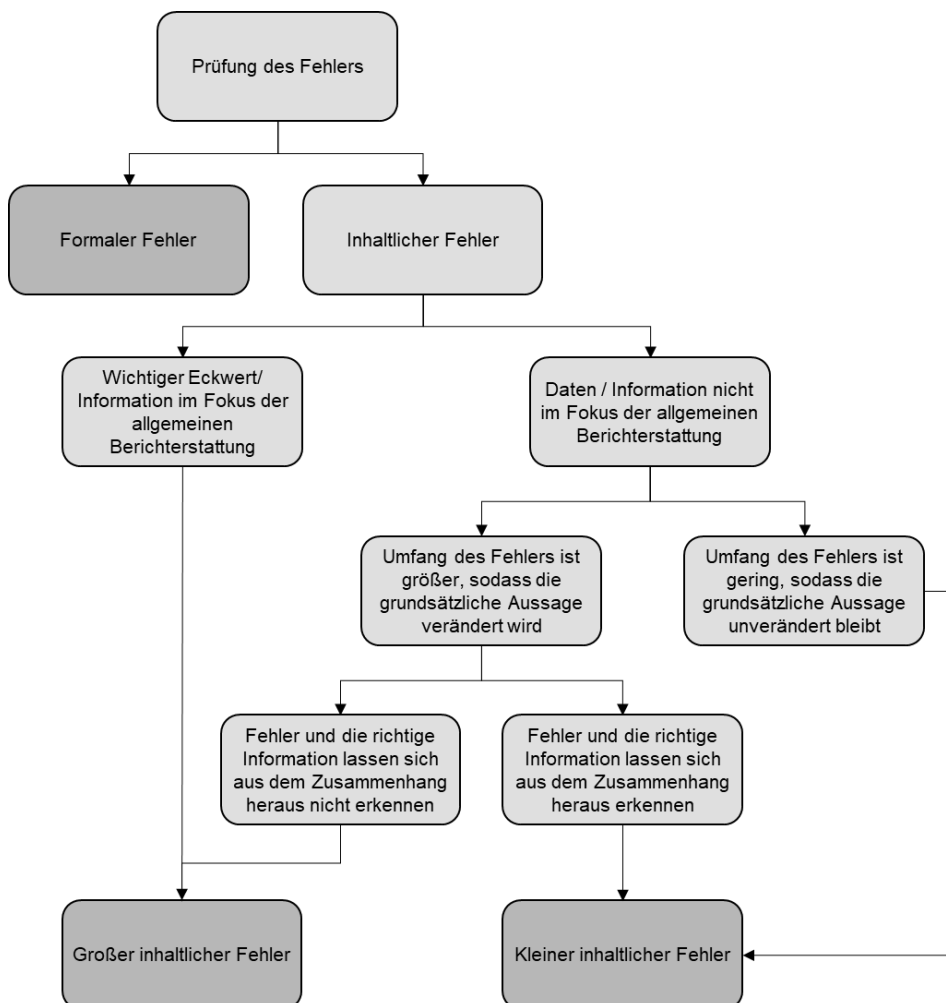 Prüfung des Fehlers
Formaler Fehler
Inhaltlicher Fehler
Wichtiger Eckwert/
Information im Fokus der
allgemeinen
Berichterstattung
Daten / Information nicht
im Fokus der allgemeinen
Berichterstattung
Umfang des Fehlers ist
größer, sodass die
grundsätzliche Aussage
verändert wird
Umfang des Fehlers ist
gering, sodass die
grundsätzliche Aussage
unverändert bleibt
Fehler und die richtige
Information lassen sich
aus dem Zusammenhang
heraus nicht erkennen
Fehler und die richtige
Information lassen sich
aus dem Zusammenhang
heraus erkennen
Großer inhaltlicher Fehler
Kleiner inhaltlicher Fehler